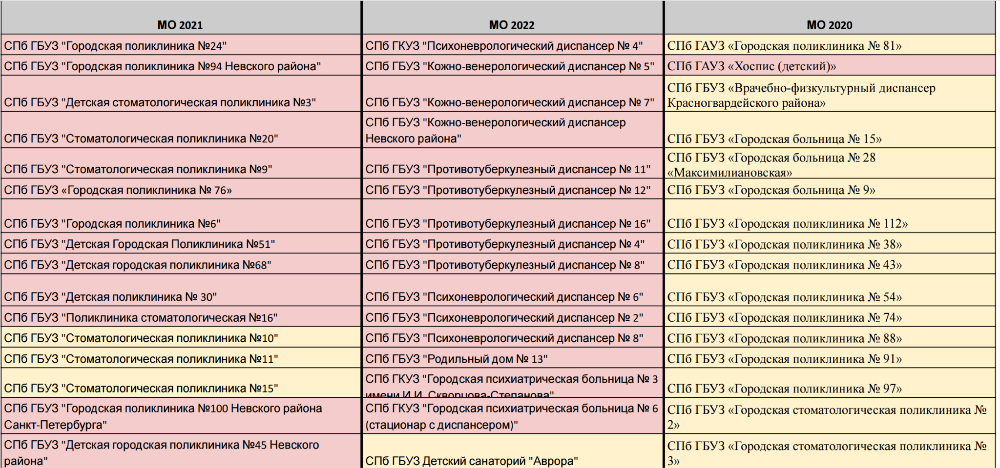 МО 2021
МО 2022
МО 2020
СПб ГБУЗ "Городская поликлиника №24"
СПб ГКУЗ "Психоневрологический диспансер № 4"
СПб ГАУЗ «Городская поликлиника № 81»
СПб ГБУЗ "Городская поликлиника №94 Невского района"
СПб ГБУЗ "Кожно-венерологический диспансер № 5"
СПб ГАУЗ «Хоспис (детский)»
СПб ГБУЗ "Детская стоматологическая поликлиника №3"
СПб ГБУЗ "Кожно-венерологический диспансер № 7"
СПб ГБУЗ «Врачебно-физкультурный диспансер
Красногвардейского района»
СПб ГБУЗ "Стоматологическая поликлиника №20"
СПб ГБУЗ "Кожно-венерологический диспансер
Невского района"
СПб ГБУЗ «Городская больница № 15»
СПб ГБУЗ "Стоматологическая поликлиника №9"
СПб ГБУЗ "Противотуберкулезный диспансер № 11"
СПб ГБУЗ «Городская больница № 28
«Максимилиановская»
СПб ГБУЗ «Городская поликлиника № 76»
СПб ГБУЗ "Противотуберкулезный диспансер № 12"
СПб ГБУЗ «Городская больница № 9»
СПб ГБУЗ "Городская поликлиника №6"
СПб ГБУЗ "Противотуберкулезный диспансер № 16"
СПб ГБУЗ «Городская поликлиника № 112»
СПб ГБУЗ "Детская Городская Поликлиника №51"
СПб ГБУЗ "Противотуберкулезный диспансер № 4"
СПб ГБУЗ «Городская поликлиника № 38»
СПб ГБУЗ "Детская городская поликлиника №68"
СПб ГБУЗ "Противотуберкулезный диспансер № 8"
СПб ГБУЗ «Городская поликлиника № 43»
СПб ГБУЗ "Детская поликлиника № 30"
СПб ГБУЗ "Психоневрологический диспансер № 6"
СПб ГБУЗ «Городская поликлиника № 54»
СПб ГБУЗ "Поликлиника стоматологическая №16"
СПб ГБУЗ "Психоневрологический диспансер № 2"
СПб ГБУЗ «Городская поликлиника № 74»
СПб ГБУЗ "Стоматологическая поликлиника №10"
СПб ГБУЗ "Психоневрологический диспансер № 8"
СПб ГБУЗ «Городская поликлиника № 88»
СПб ГБУЗ "Стоматологическая поликлиника №11"
СПб ГБУЗ "Родильный дом № 13"
СПб ГБУЗ «Городская поликлиника № 91»
СПб ГБУЗ "Стоматологическая поликлиника №15"
СПб ГКУЗ "Городская психиатрическая больница № 3
имени И.И. Скворцова-Степанова"
СПб ГБУЗ «Городская поликлиника № 97»
СПб ГБУЗ "Городская поликлиника №100 Невского района
Санкт-Петербурга"
СПб ГКУЗ "Городская психиатрическая больница № 6
(стационар с диспансером)"
СПб ГБУЗ «Городская стоматологическая поликлиника №
2»
СПб ГБУЗ "Детская городская поликлиника №45 Невского
района"
СПб ГБУЗ Детский санаторий "Аврора"
СПб ГБУЗ «Городская стоматологическая поликлиника №
3»